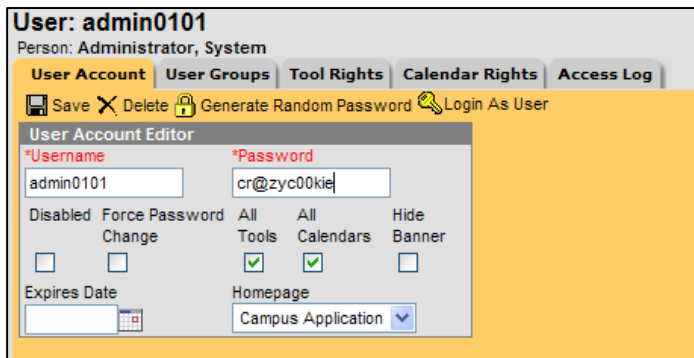 User: admin0101
Person: Administrator, System
User Account User Groups Tool Rights Calendar Rights Access Log
Save Delete Generate Random Password Login As User
User Account Editor
*Username *Password
admin0101 cr@zyc00kie
Disabled Force Password Change All Tools All Calendars Hide Banner
Expires Date Homepage
Campus Application